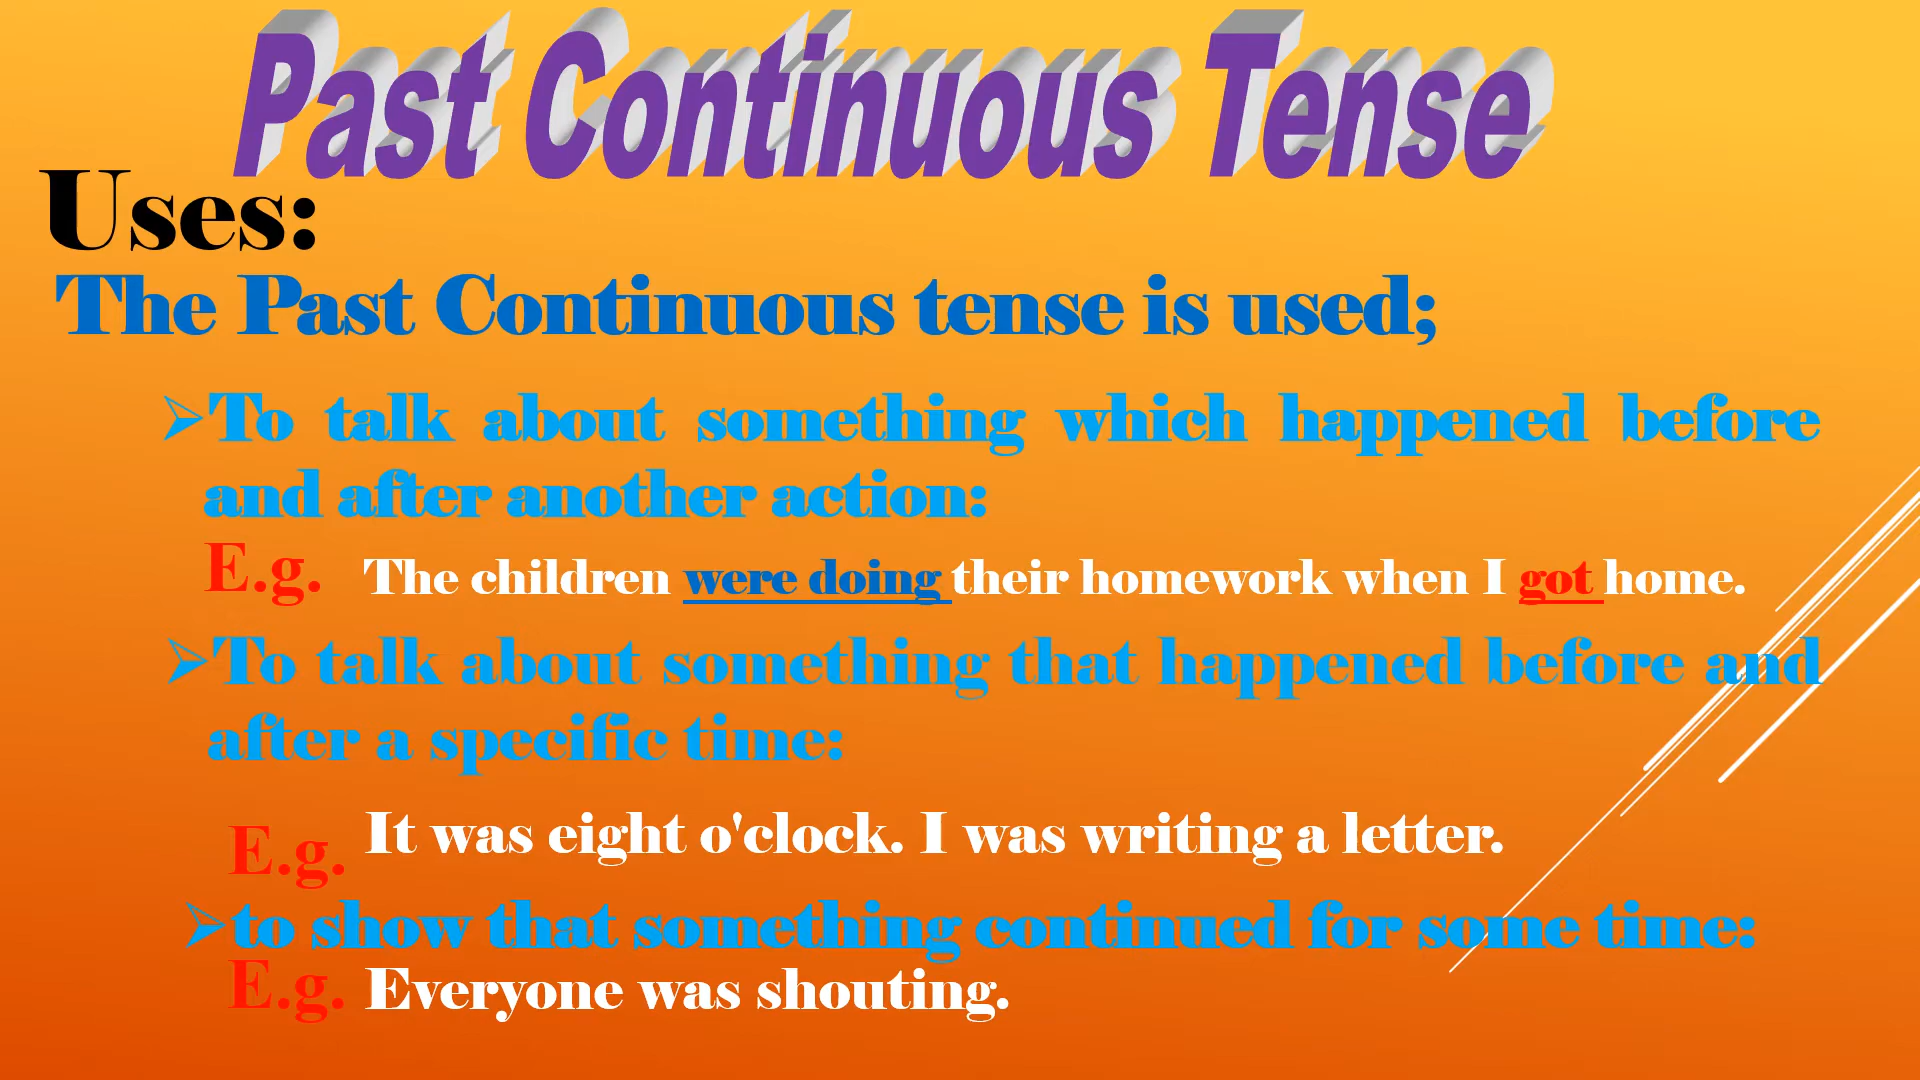 Past Continuous Tense
Uses:
The Past Continuous tense is used;
➢To talk about something which happened before
and after another action:
E.g. The children were doing their homework when I got home.
➢To talk about something that happened before and
after a specific time:
E.g. It was eight o'clock. I was writing a letter.
➢to show that something continued for some time:
E.g. Everyone was shouting.